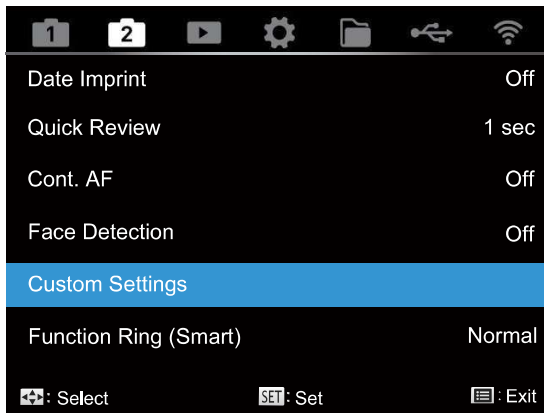 1 2
Date Imprint Off
Quick Review 1 sec
Cont. AF Off
Face Detection Off
Custom Settings
Function Ring (Smart) Normal
: Select SET : Set : Exit